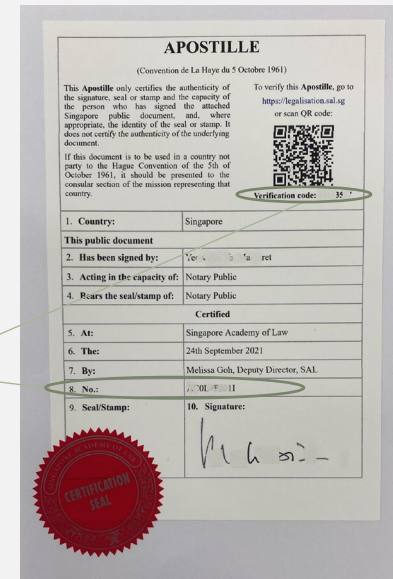 APOSTILLE
(Convention de La Haye du 5 Octobre 1961)
This Apostille only certifies the authenticity of
the signature, seal or stamp and the capacity of
the person who has signed the attached
Singapore public document, and, where
appropriate, the identity of the seal or stamp. It
does not certify the authenticity of the underlying
document.
If this document is to be used in a country not
party to the Hague Convention of the 5th of
October 1961, it should be presented to the
consular section of the mission representing that
country.
To verify this Apostille, go to
https://legalisation.sal.sg
or scan QR code:
Verification code: 35
1. Country: Singapore
This public document
2. Has been signed by:
3. Acting in the capacity of: Notary Public
4. Bears the seal/stamp of: Notary Public
Certified
5. At: Singapore Academy of Law
6. The: 24th September 2021
7. By: Melissa Goh, Deputy Director, SAL
8. No.:
9. Seal/Stamp: 10. Signature:
SINGAPORE ACADEMY OF LAW
CERTIFICATION
SEAL